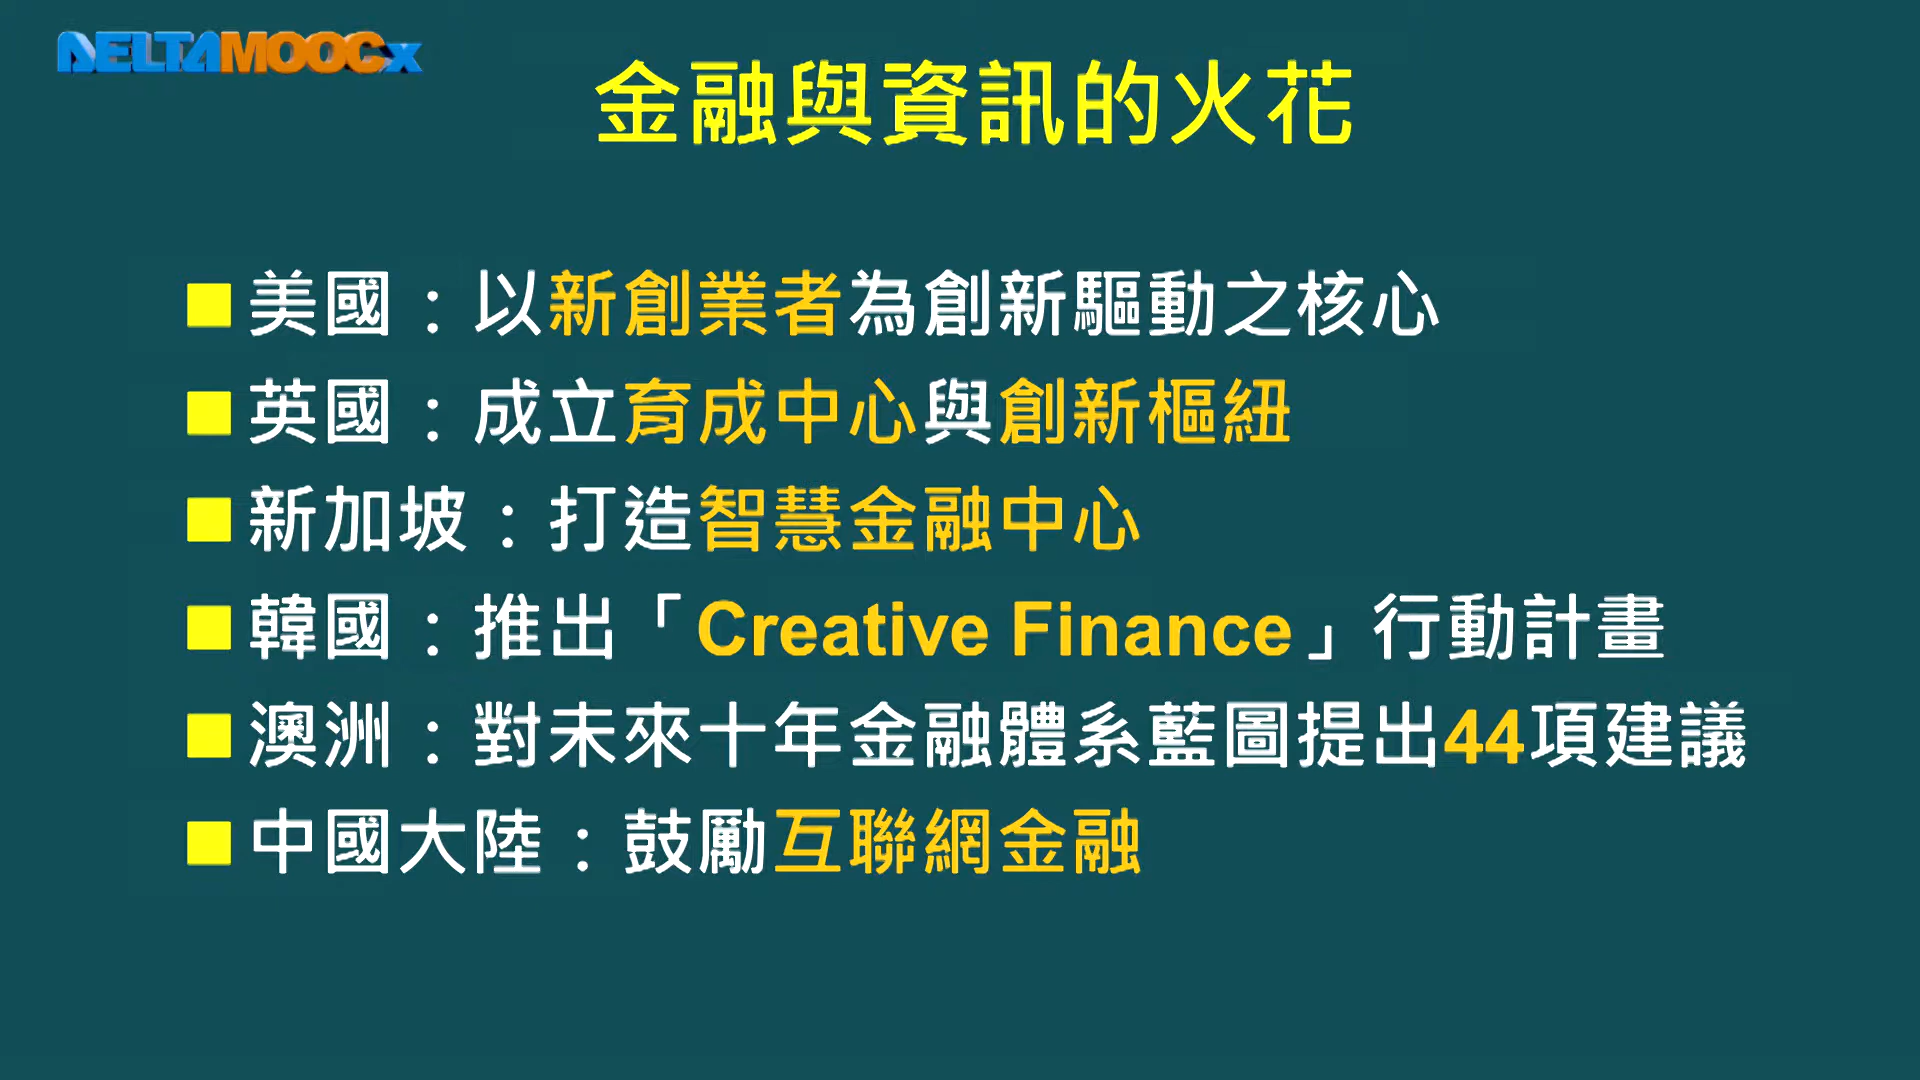 DELTAMOOCx
金融與資訊的火花
美國：以新創業者為創新驅動之核心
英國：成立育成中心與創新樞紐
新加坡：打造智慧金融中心
韓國：推出「Creative Finance」行動計畫
澳洲：對未來十年金融體系藍圖提出44項建議
中國大陸：鼓勵互聯網金融